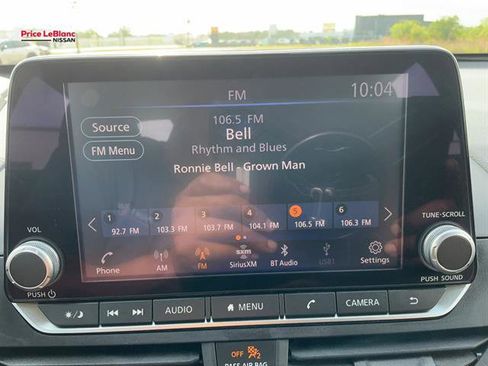 Price LeBlanc
NISSAN
FM
10:04
106.5 FM
Source
Bell
Rhythm and Blues
FM Menu
Ronnie Bell - Grown Man
1 2 3 4 5 6
92.7 FM 103.3 FM 103.7 FM 104.1 FM 106.5 FM 106.3 FM
VOL
TUNE·SCROLL
Phone AM FM SiriusXM BT Audio USB1 Settings
sxm
PUSH
PUSH SOUND
AUDIO MENU CAMERA
OFF 2
PASS AIR BAG